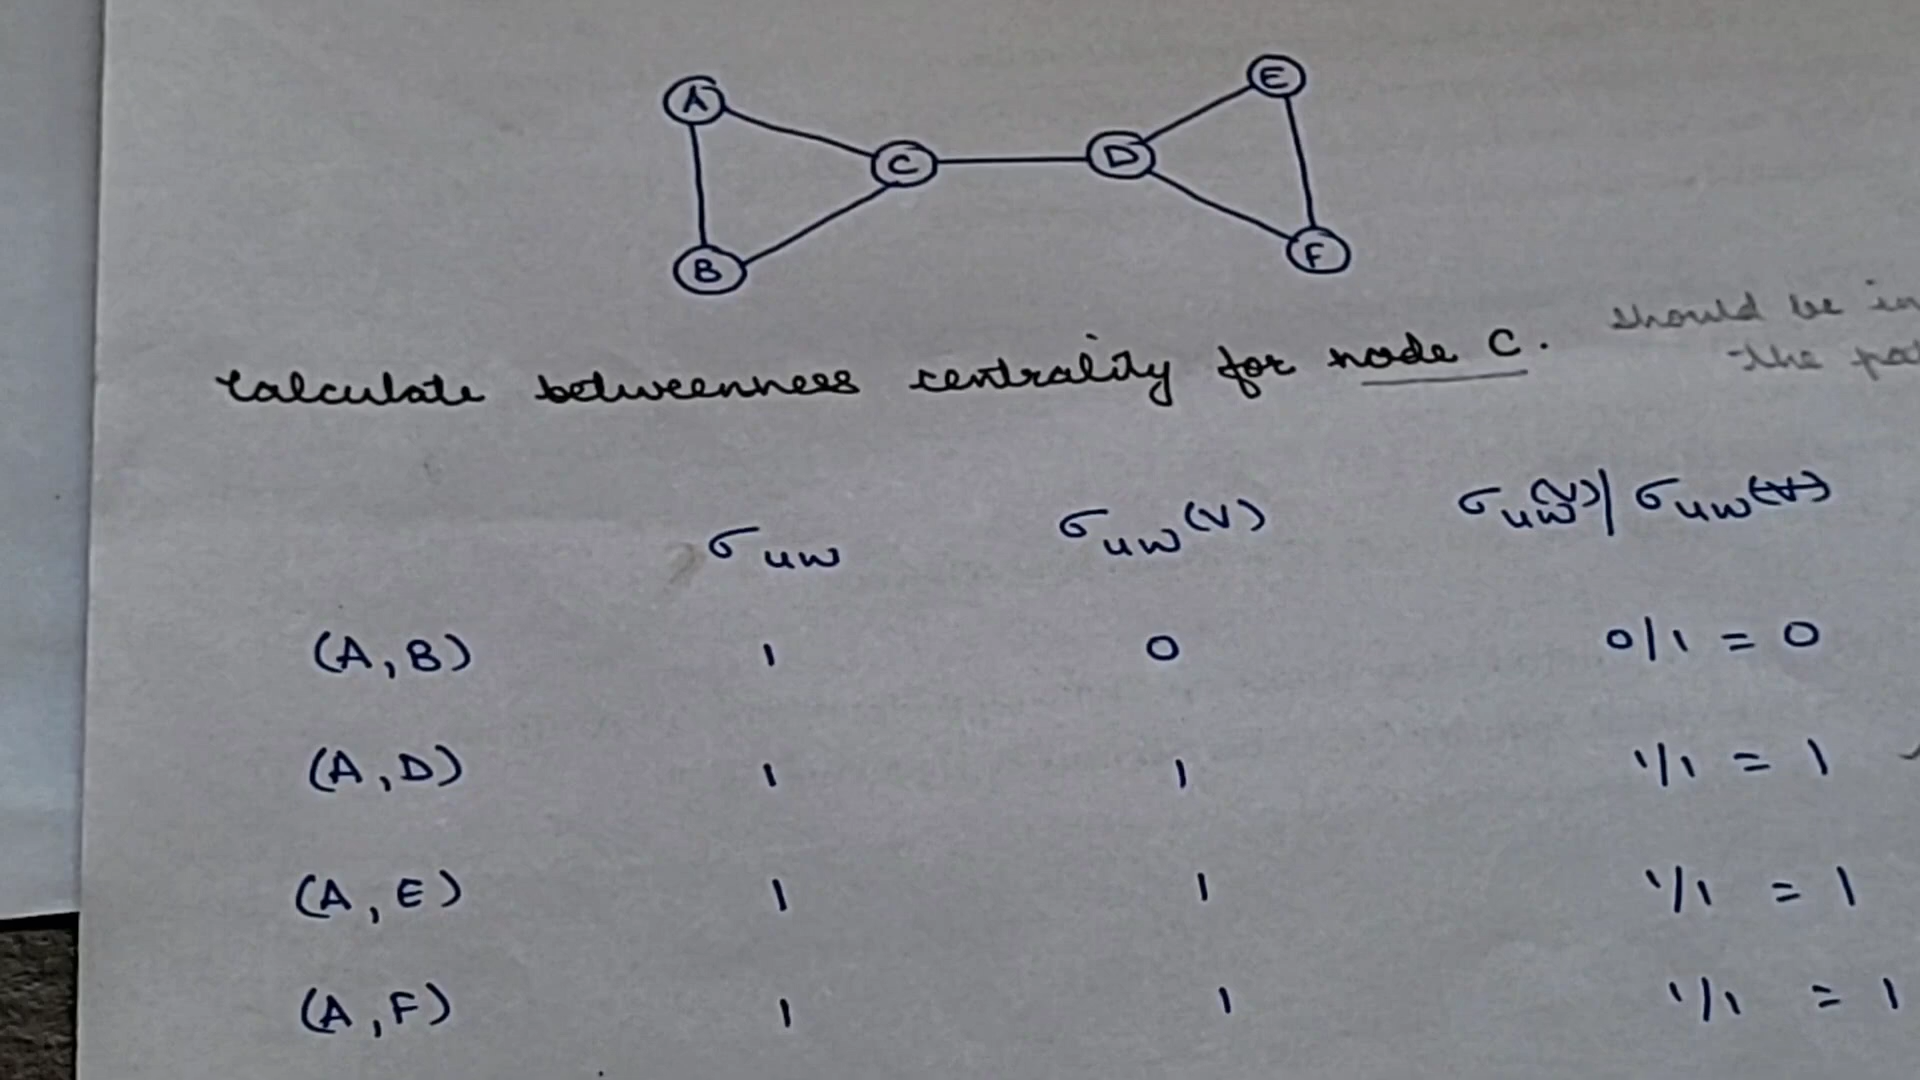 A
E
C
D
B
F
should be in
the
Calculate betweenness centrality for node C.
σuw
σuw(v)
σuw(v)/σuw(v)
(A,B) 1 0 0/1 = 0
(A,D) 1 1 1/1 = 1
(A,E) 1 1 1/1 = 1
(A,F) 1 1 1/1 = 1